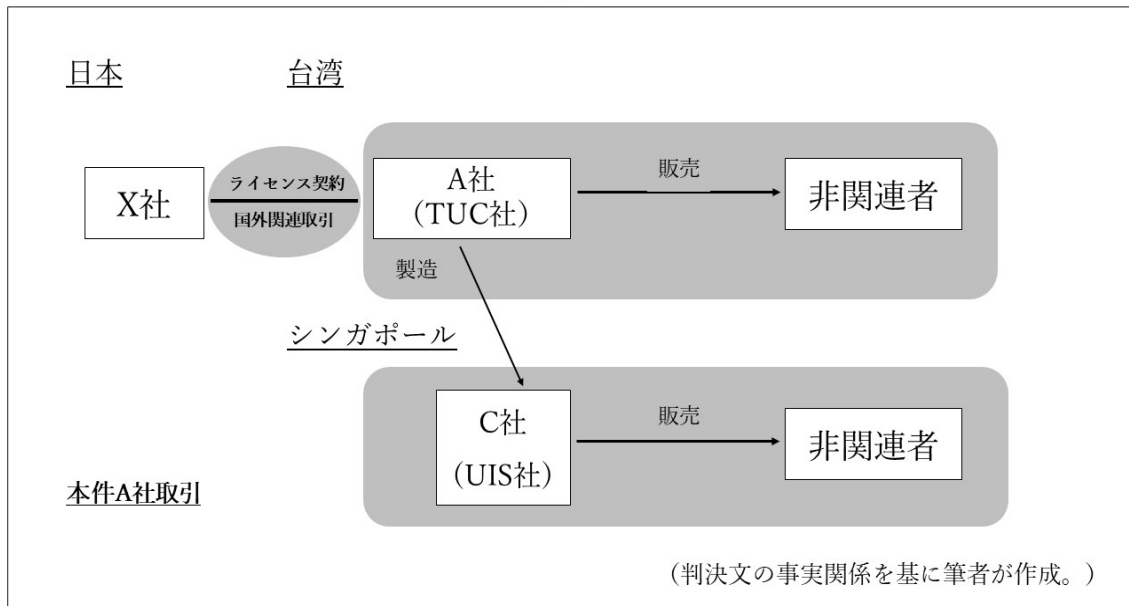 日本
台湾
X社
ライセンス契約
国外関連取引
A社
（TUC社）
販売
非関連者
製造
シンガポール
C社
（UIS社）
販売
非関連者
本件A社取引
（判決文の事実関係を基に筆者が作成。）